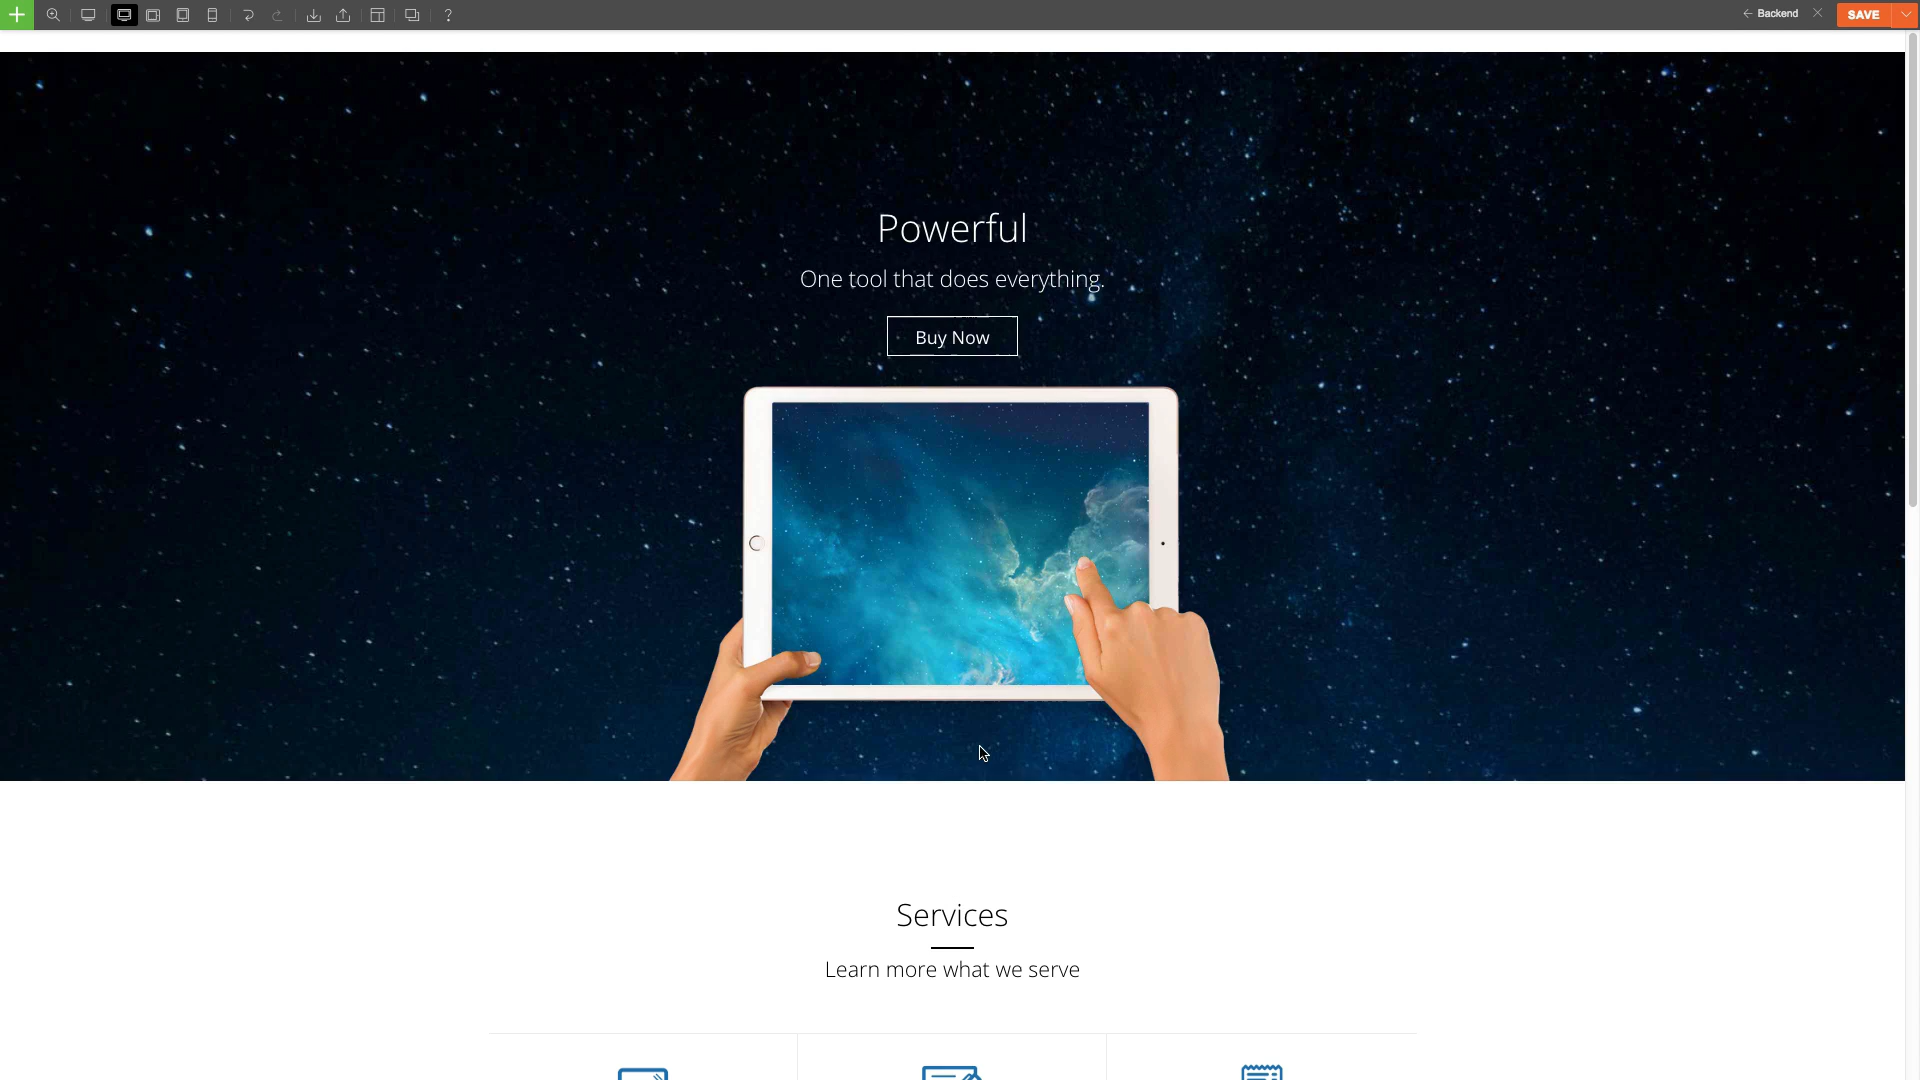 Backend
SAVE
Powerful
One tool that does everything.
Buy Now
Services
Learn more what we serve